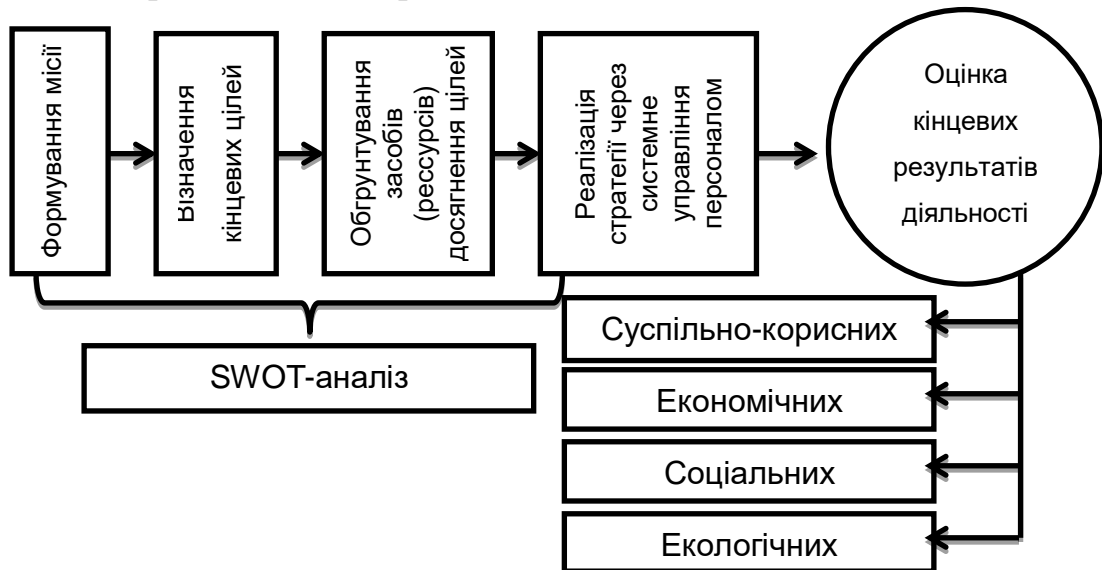 Формування місії
Визначення
кінцевих цілей
Обгрунтування
засобів
(рессурсів)
досягнення цілей
Реалізація
стратегії через
системне
управління
персоналом
Оцінка
кінцевих
результатів
діяльності
SWOT-аналіз
Суспільно-корисних
Економічних
Соціальних
Екологічних